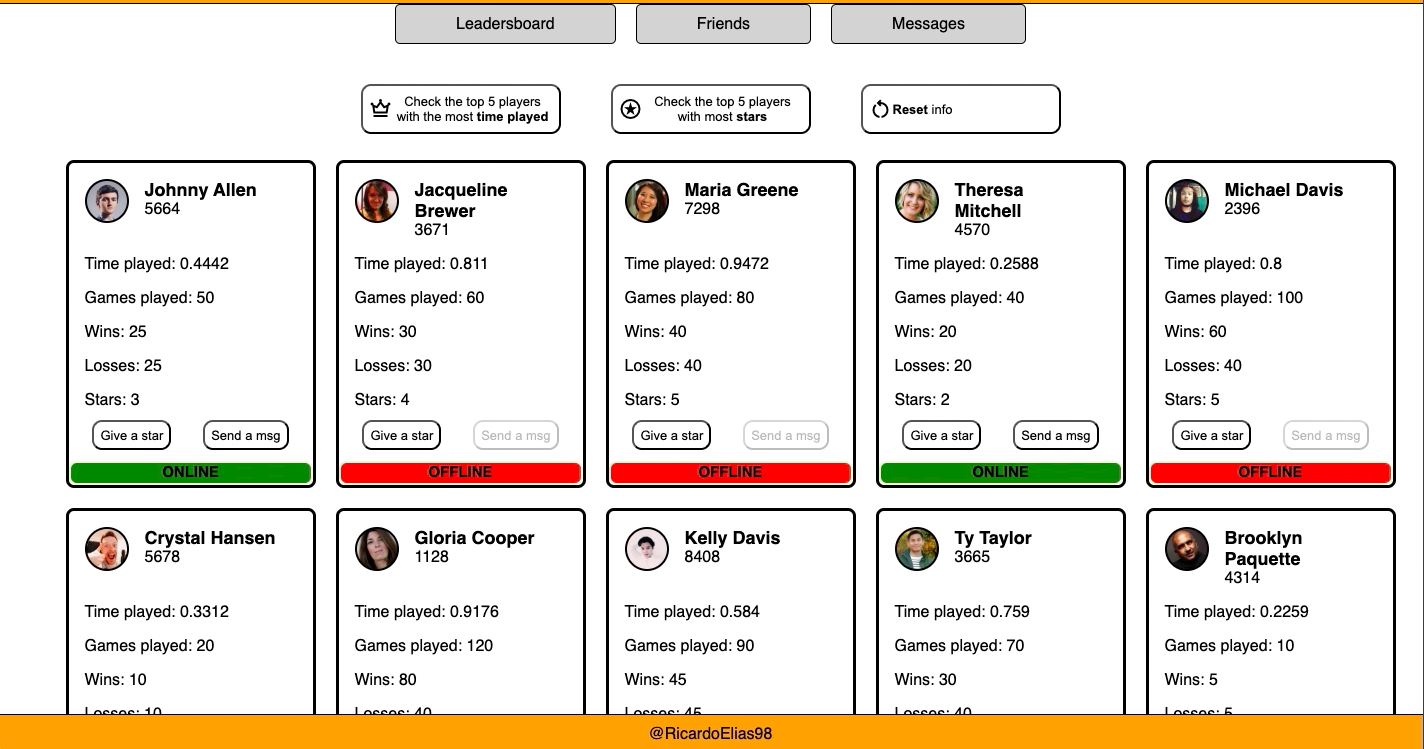 Leadersboard
Friends
Messages
Check the top 5 players
with the most time played
Check the top 5 players
with most stars
Reset info
Johnny Allen
5664
Time played: 0.4442
Games played: 50
Wins: 25
Losses: 25
Stars: 3
Give a star
Send a msg
ONLINE
Jacqueline
Brewer
3671
Time played: 0.811
Games played: 60
Wins: 30
Losses: 30
Stars: 4
Give a star
Send a msg
OFFLINE
Maria Greene
7298
Time played: 0.9472
Games played: 80
Wins: 40
Losses: 40
Stars: 5
Give a star
Send a msg
OFFLINE
Theresa
Mitchell
4570
Time played: 0.2588
Games played: 40
Wins: 20
Losses: 20
Stars: 2
Give a star
Send a msg
ONLINE
Michael Davis
2396
Time played: 0.8
Games played: 100
Wins: 60
Losses: 40
Stars: 5
Give a star
Send a msg
OFFLINE
Crystal Hansen
5678
Time played: 0.3312
Games played: 20
Wins: 10
Losses: 10
Gloria Cooper
1128
Time played: 0.9176
Games played: 120
Wins: 80
Losses: 40
Kelly Davis
8408
Time played: 0.584
Games played: 90
Wins: 45
Losses: 45
Ty Taylor
3665
Time played: 0.759
Games played: 70
Wins: 30
Losses: 40
Brooklyn
Paquette
4314
Time played: 0.2259
Games played: 10
Wins: 5
Losses: 5
@RicardoElias98